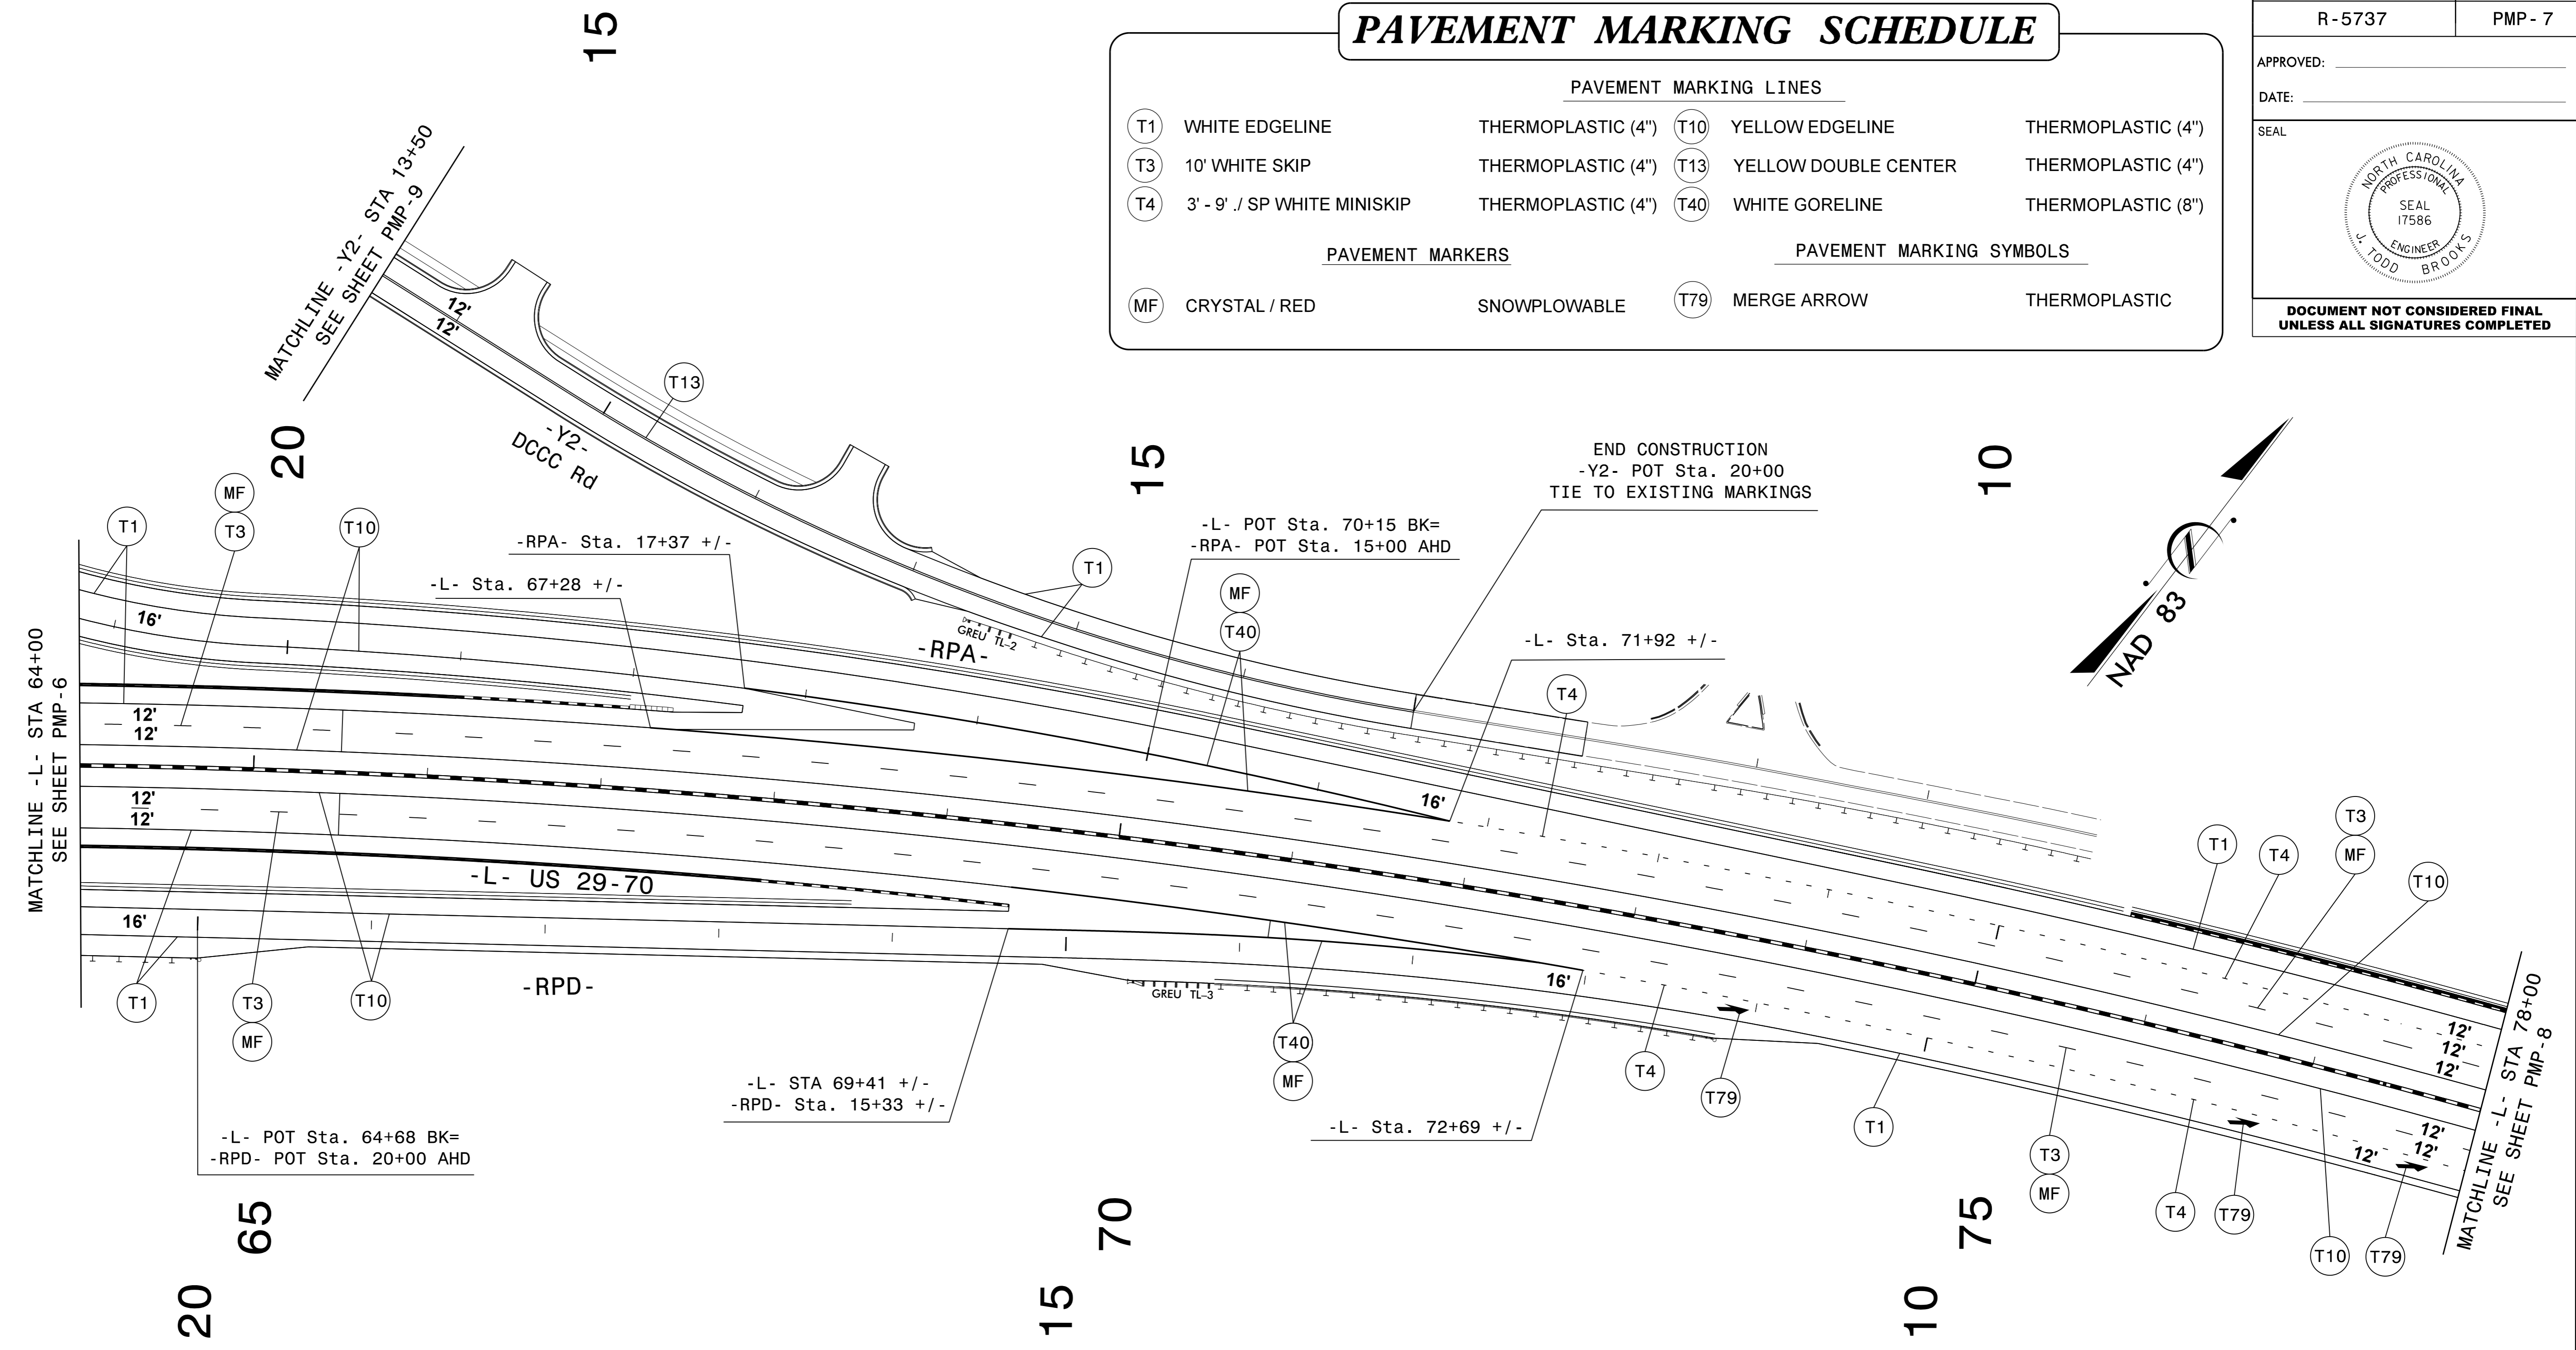 15
PAVEMENT MARKING SCHEDULE
R-5737
PMP-7
APPROVED:
DATE:
SEAL
NORTH CAROLINA
PROFESSIONAL
SEAL
17586
ENGINEER
J. TODD BROOKS
DOCUMENT NOT CONSIDERED FINAL
UNLESS ALL SIGNATURES COMPLETED
PAVEMENT MARKING LINES
T1 WHITE EDGELINE THERMOPLASTIC (4")
T10 YELLOW EDGELINE THERMOPLASTIC (4")
T3 10' WHITE SKIP THERMOPLASTIC (4")
T13 YELLOW DOUBLE CENTER THERMOPLASTIC (4")
T4 3' - 9' ./ SP WHITE MINISKIP THERMOPLASTIC (4")
T40 WHITE GORELINE THERMOPLASTIC (8")
PAVEMENT MARKERS
PAVEMENT MARKING SYMBOLS
MF CRYSTAL / RED SNOWPLOWABLE
T79 MERGE ARROW THERMOPLASTIC
MATCHLINE -Y2- STA 13+50
SEE SHEET PMP-9
12'
12'
T13
-Y2-
DCCC Rd
20
15
10
END CONSTRUCTION
-Y2- POT Sta. 20+00
TIE TO EXISTING MARKINGS
NAD 83
MF
T3
T1
T10
-RPA- Sta. 17+37 +/-
-L- Sta. 67+28 +/-
-L- POT Sta. 70+15 BK=
-RPA- POT Sta. 15+00 AHD
T1
MF
T40
GREU TL-2
-RPA-
-L- Sta. 71+92 +/-
T4
16'
MATCHLINE -L- STA 64+00
SEE SHEET PMP-6
12'
12'
12'
12'
16'
-L- US 29-70
16'
16'
T3
MF
T1
T4
T10
-RPD-
GREU TL-3
T1
T3
MF
T10
T40
MF
T4
T79
T1
T3
MF
T4
T79
T10
T79
12'
12'
12'
12'
12'
12'
MATCHLINE -L- STA 78+00
SEE SHEET PMP-8
-L- STA 69+41 +/-
-RPD- Sta. 15+33 +/-
-L- Sta. 72+69 +/-
-L- POT Sta. 64+68 BK=
-RPD- POT Sta. 20+00 AHD
65
70
75
20
15
10